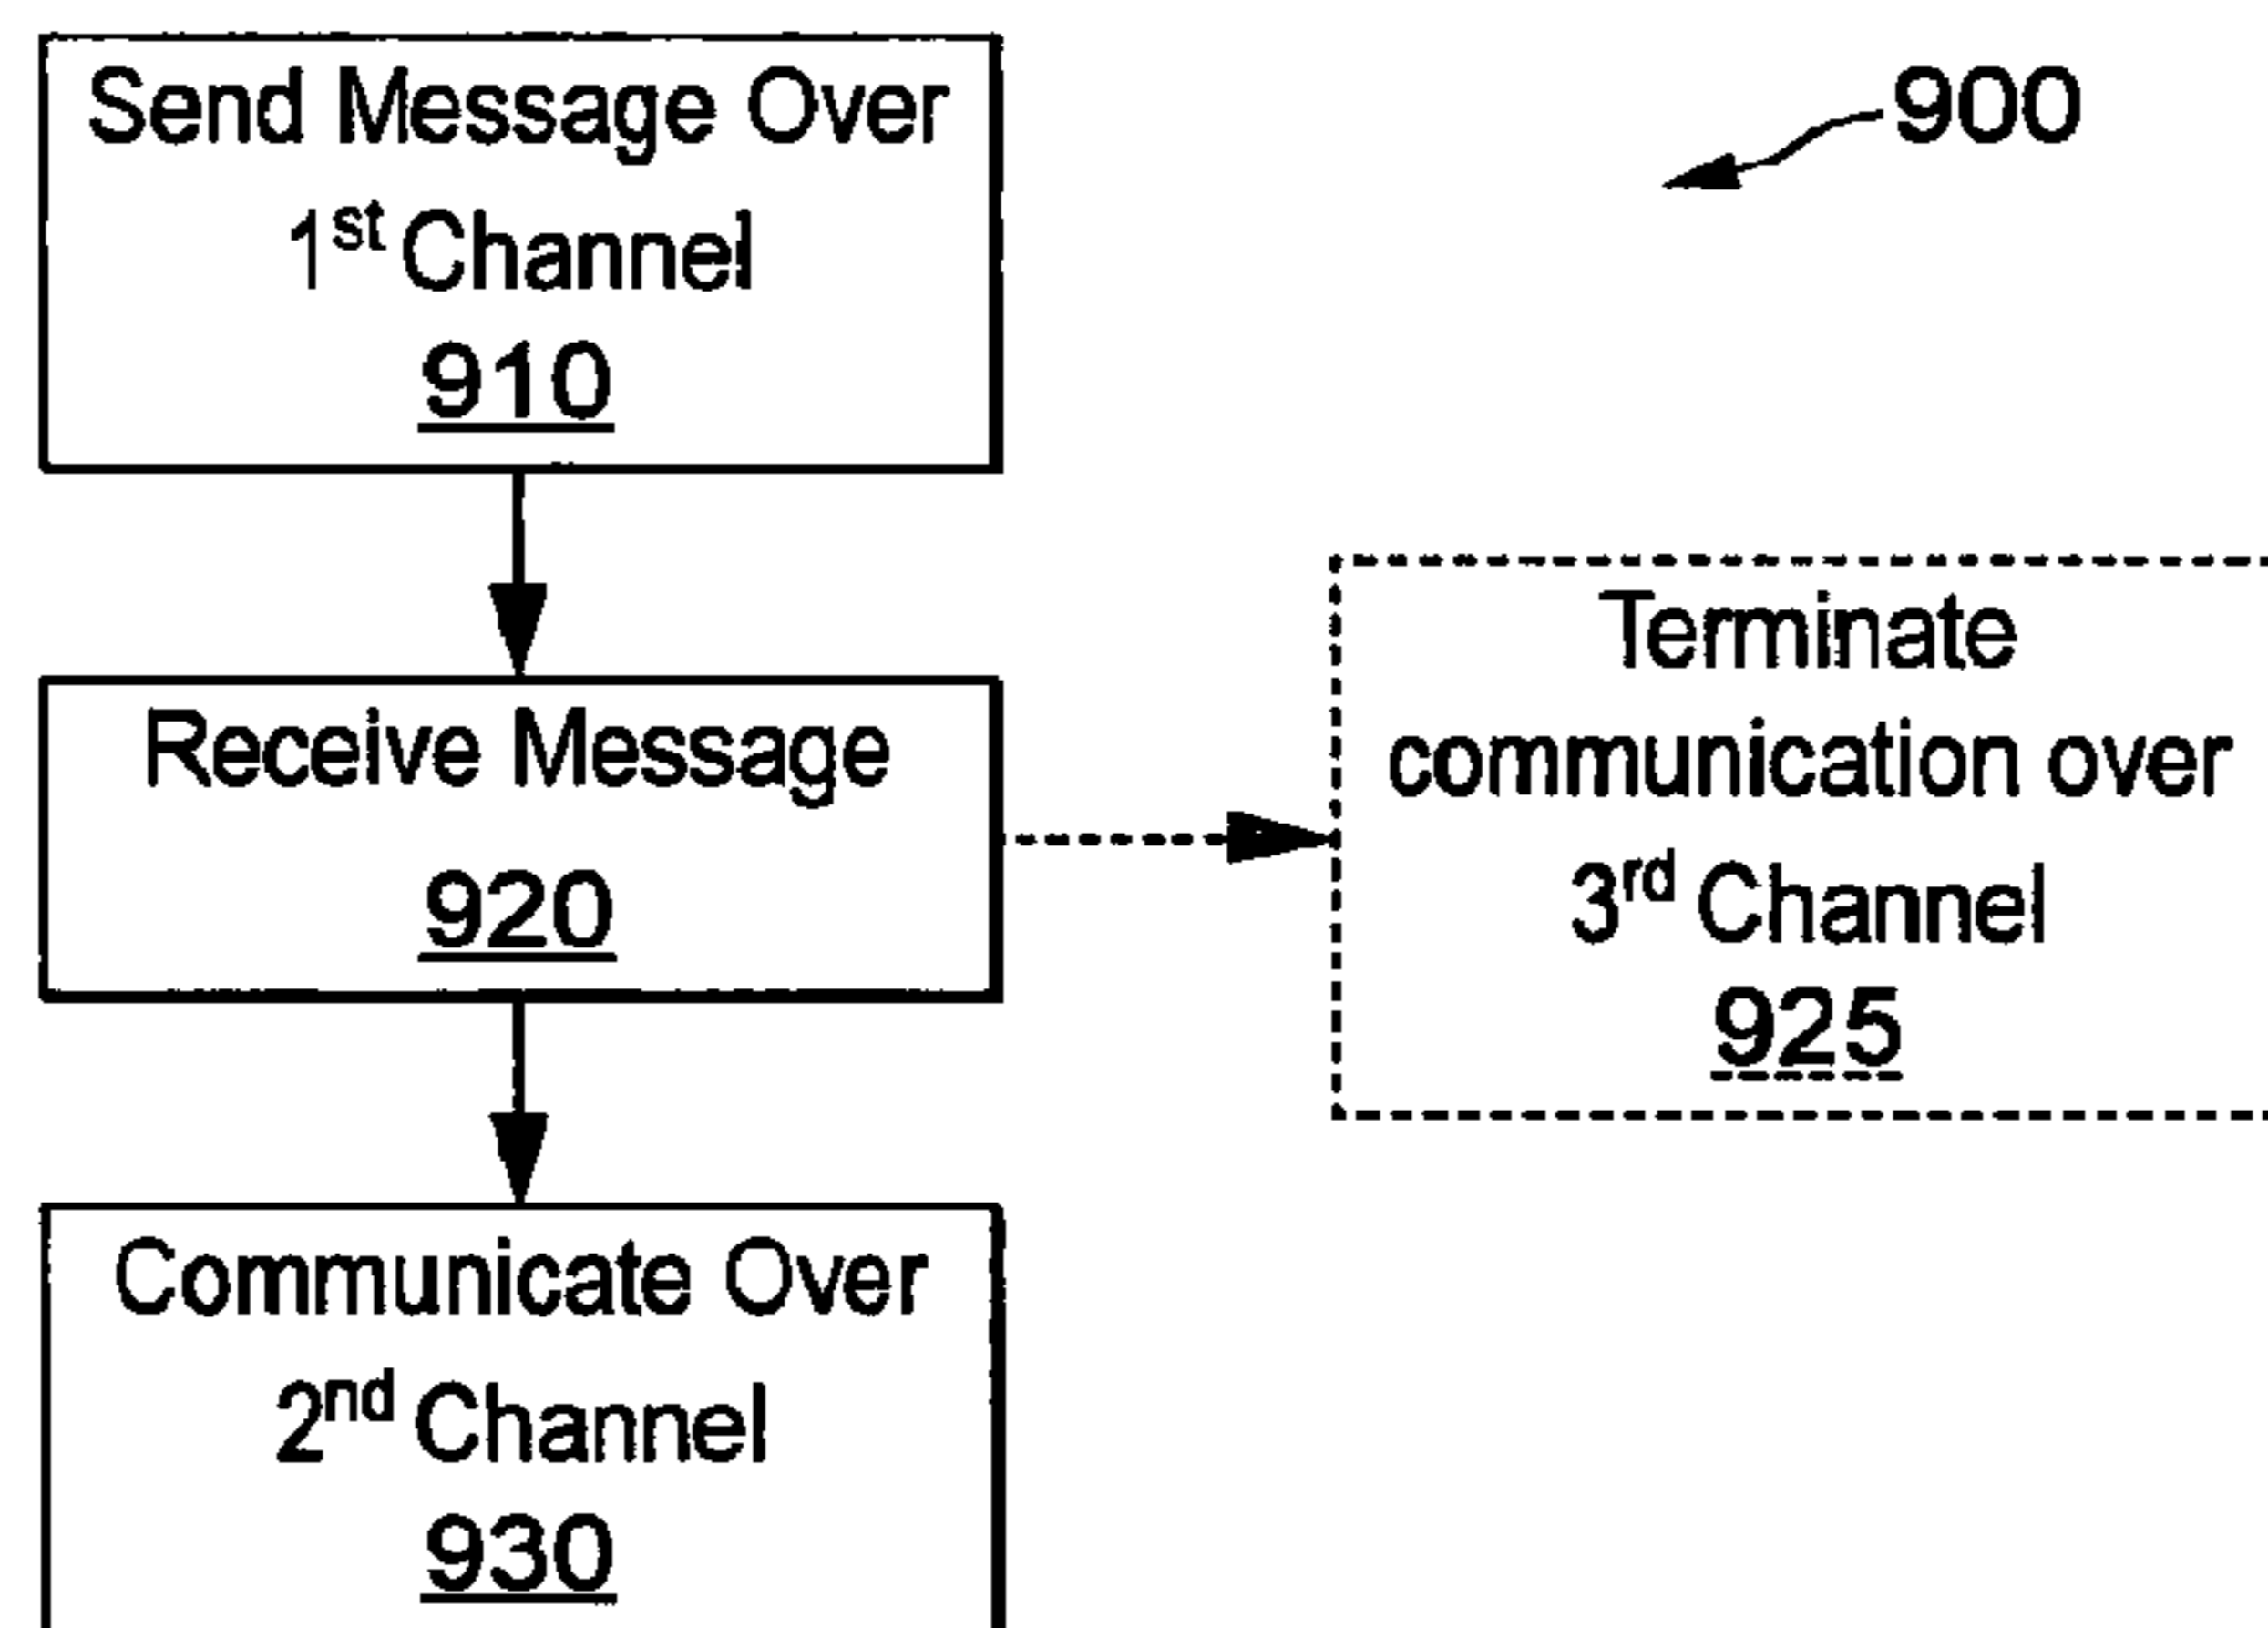 Send Message Over
1st Channel
910
900
Receive Message
920
Terminate
communication over
3rd Channel
925
Communicate Over
2nd Channel
930